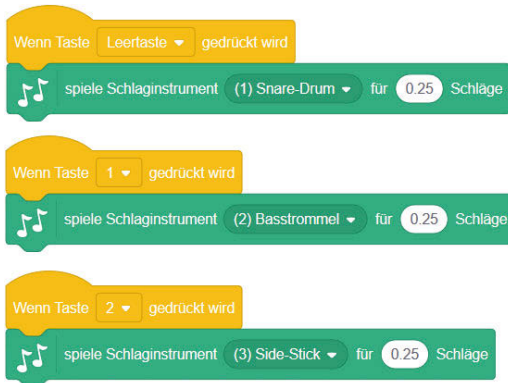 Wenn Taste Leertaste gedrückt wird
spiele Schlaginstrument (1) Snare-Drum für 0.25 Schläge
Wenn Taste 1 gedrückt wird
spiele Schlaginstrument (2) Basstrommel für 0.25 Schläge
Wenn Taste 2 gedrückt wird
spiele Schlaginstrument (3) Side-Stick für 0.25 Schläge